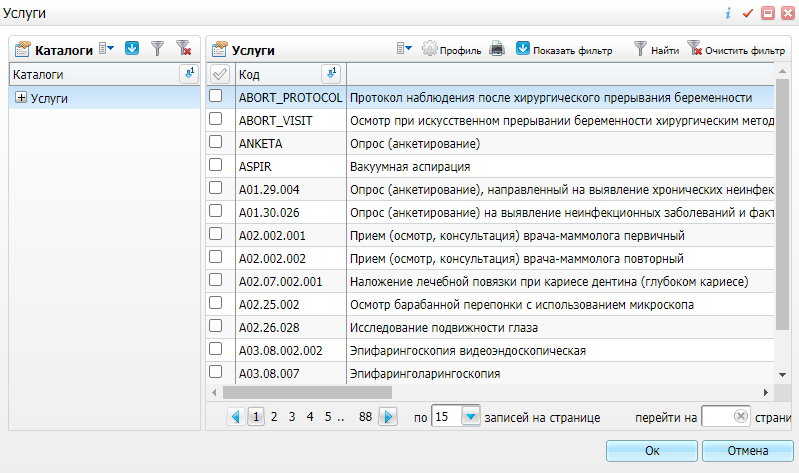 Услуги
Каталоги
Каталоги
Услуги
Услуги Профиль Показать фильтр Найти Очистить фильтр
Код
ABORT_PROTOCOL Протокол наблюдения после хирургического прерывания беременности
ABORT_VISIT Осмотр при искусственном прерывании беременности хирургическим метод
ANKETA Опрос (анкетирование)
ASPIR Вакуумная аспирация
A01.29.004 Опрос (анкетирование), направленный на выявление хронических неинфек
A01.30.026 Опрос (анкетирование) на выявление неинфекционных заболеваний и факт
A02.002.001 Прием (осмотр, консультация) врача-маммолога первичный
A02.002.002 Прием (осмотр, консультация) врача-маммолога повторный
A02.07.002.001 Наложение лечебной повязки при кариесе дентина (глубоком кариесе)
A02.25.002 Осмотр барабанной перепонки с использованием микроскопа
A02.26.028 Исследование подвижности глаза
A03.08.002.002 Эпифарингоскопия видеоэндоскопическая
A03.08.007 Эпифаринголарингоскопия
1 2 3 4 5 .. 88 по 15 записей на странице перейти на страни
Ок Отмена